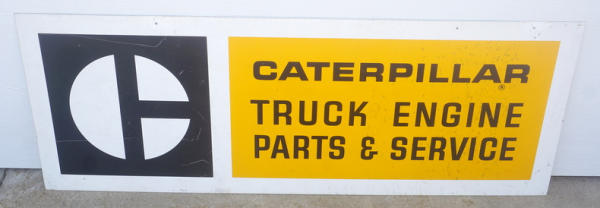 CATERPILLAR
®
TRUCK ENGINE
PARTS & SERVICE